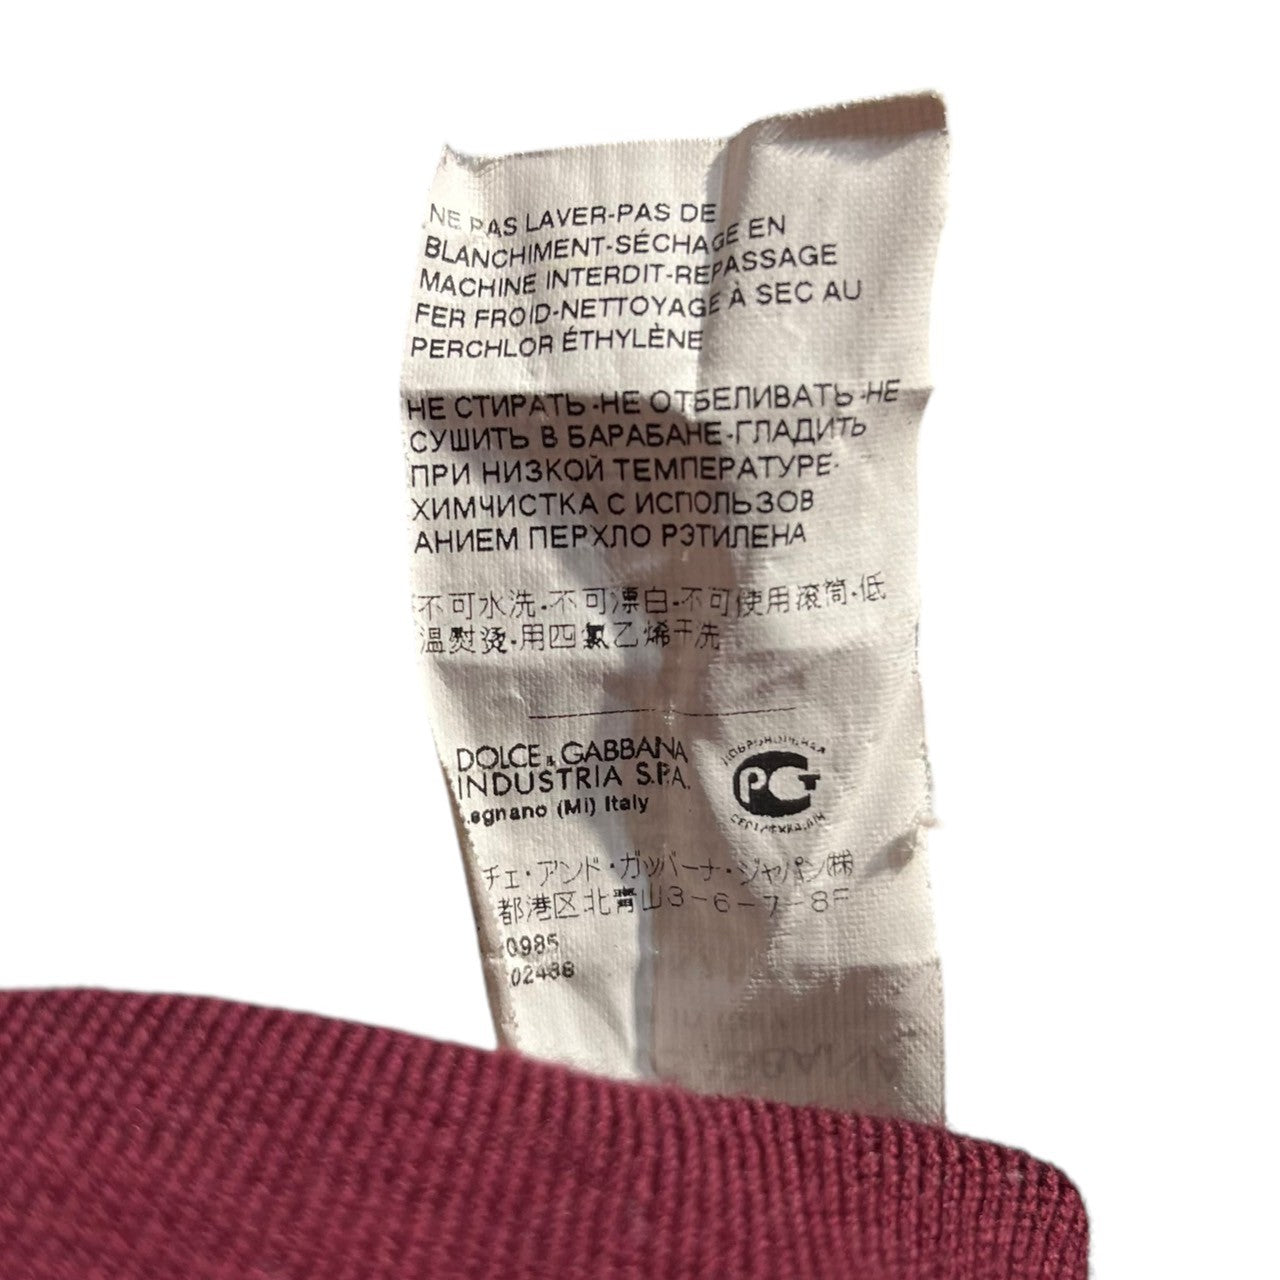 NE PAS LAVER-PAS DE
BLANCHIMENT-SÉCHAGE EN
MACHINE INTERDIT-REPASSAGE
FER FROID-NETTOYAGE À SEC AU
PERCHLOR ÉTHYLÈNE
НЕ СТИРАТЬ-НЕ ОТБЕЛИВАТЬ-НЕ
СУШИТЬ В БАРАБАНЕ-ГЛАДИТЬ
ПРИ НИЗКОЙ ТЕМПЕРАТУРЕ-
ХИМЧИСТКА С ИСПОЛЬЗОВ
АНИЕМ ПЕРХЛО РЭТИЛЕНА
不可水洗·不可漂白·不可使用滚筒·低
温熨烫·用四氯乙烯干洗
DOLCE & GABBANA
INDUSTRIA S.P.A.
egnano (Mi) Italy
РСТ
チェ・アンド・ガッバーナ・ジャパン㈱
都港区北青山3-6-7-8F
0985
02488